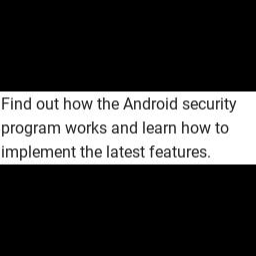 Find out how the Android security
program works and learn how to
implement the latest features.